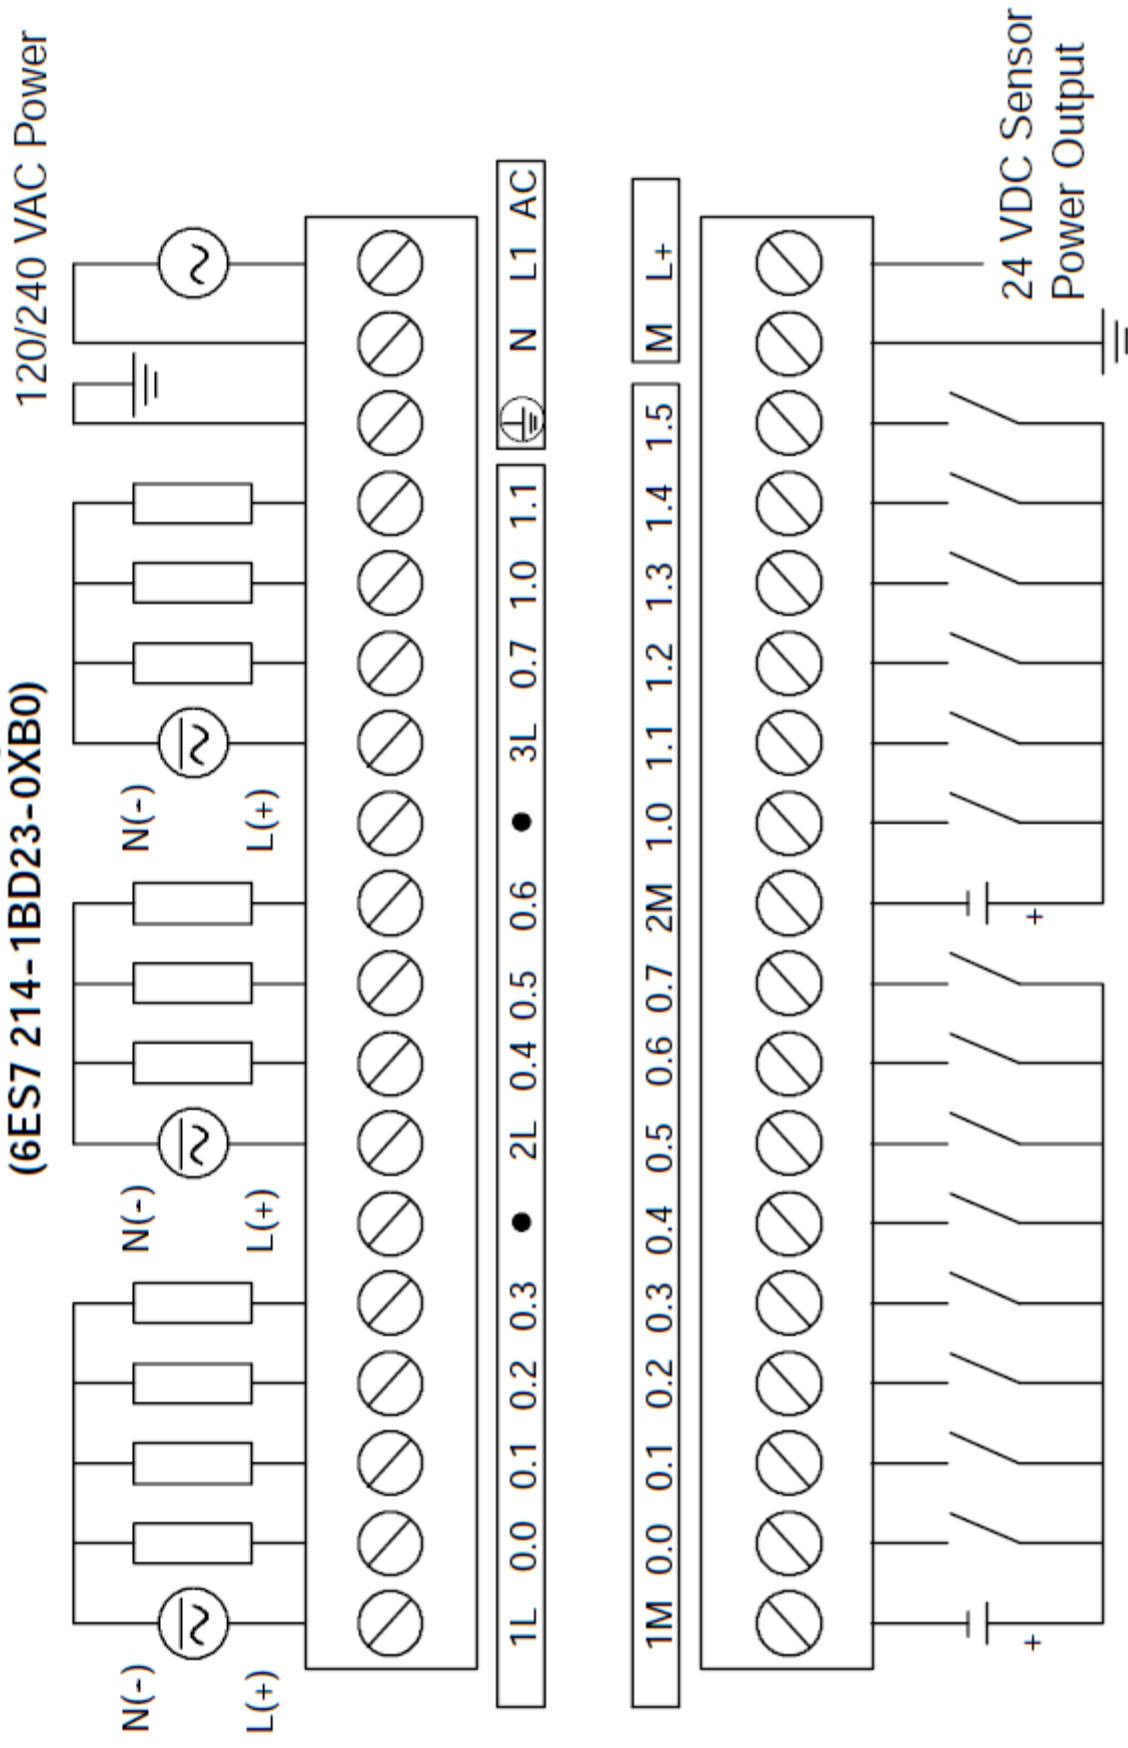 (6ES7 214-1BD23-0XB0)
120/240 VAC Power
N(-)
L(+)
N(-)
L(+)
N(-)
L(+)
1L 0.0 0.1 0.2 0.3 ● 2L 0.4 0.5 0.6 ● 3L 0.7 1.0 1.1
N L1 AC
1M 0.0 0.1 0.2 0.3 0.4 0.5 0.6 0.7 2M 1.0 1.1 1.2 1.3 1.4 1.5
M L+
+
+
24 VDC Sensor
Power Output